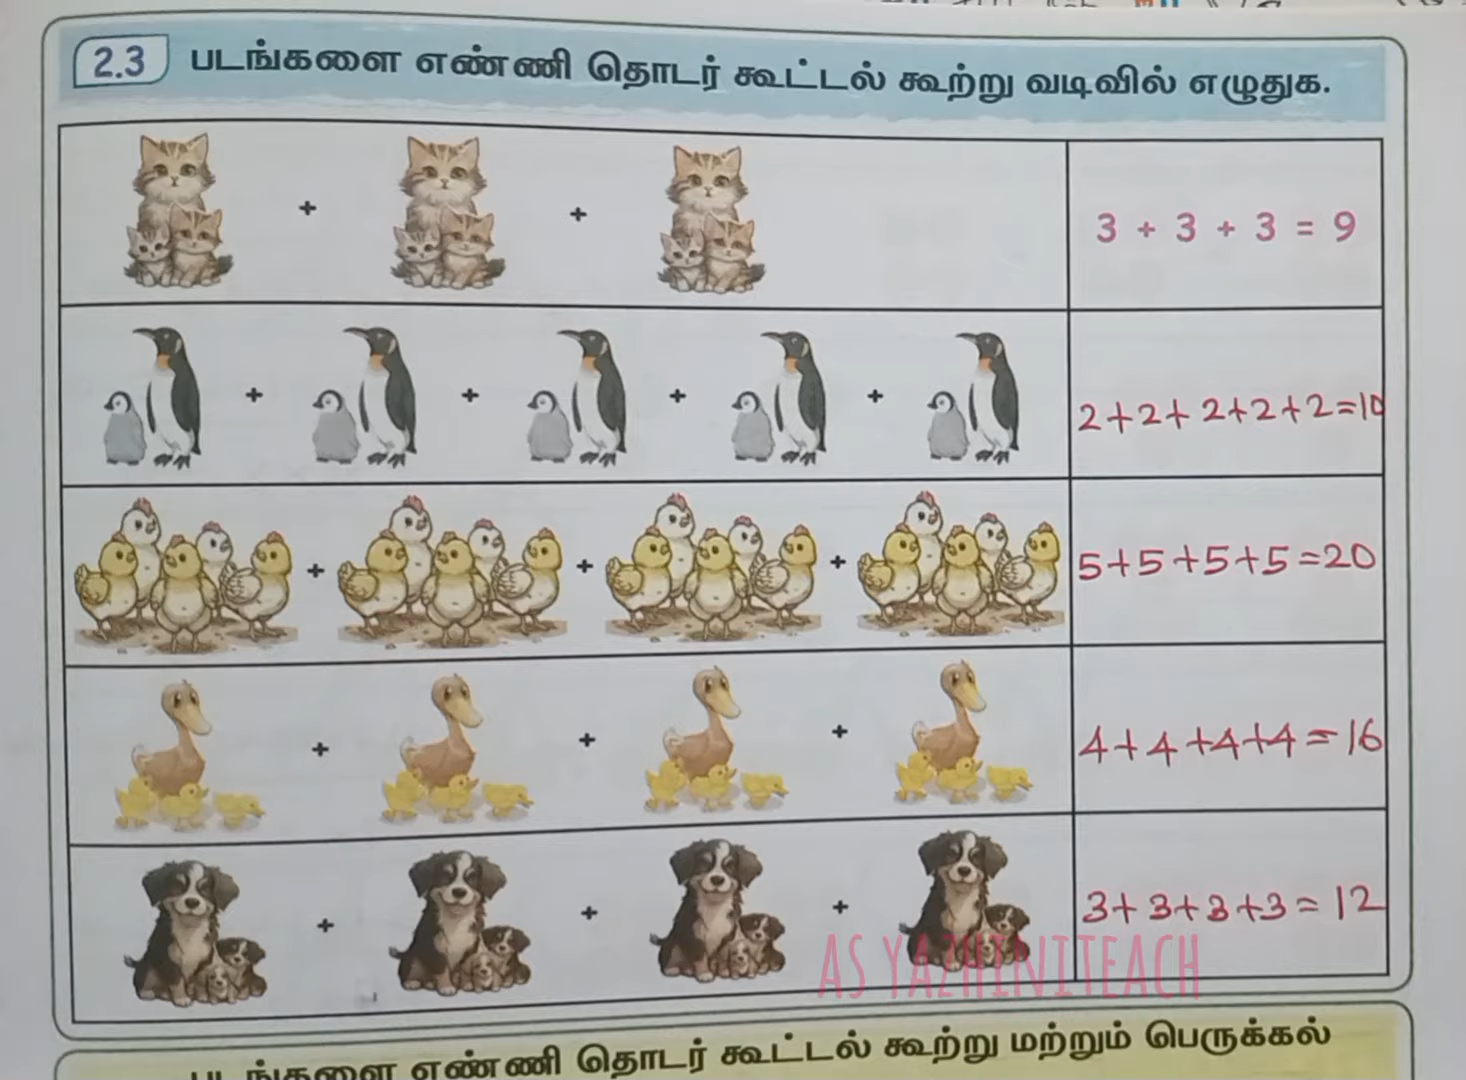 2.3 படங்களை எண்ணி தொடர் கூட்டல் கூற்று வடிவில் எழுதுக.
+ + 3 + 3 + 3 = 9
+ + + + 2+2+2+2+2=10
+ + + 5+5+5+5=20
+ + + 4+4+4+4=16
+ + + 3+3+3+3=12
AS YAZHINITEACH
படங்களை எண்ணி தொடர் கூட்டல் கூற்று மற்றும் பெருக்கல்